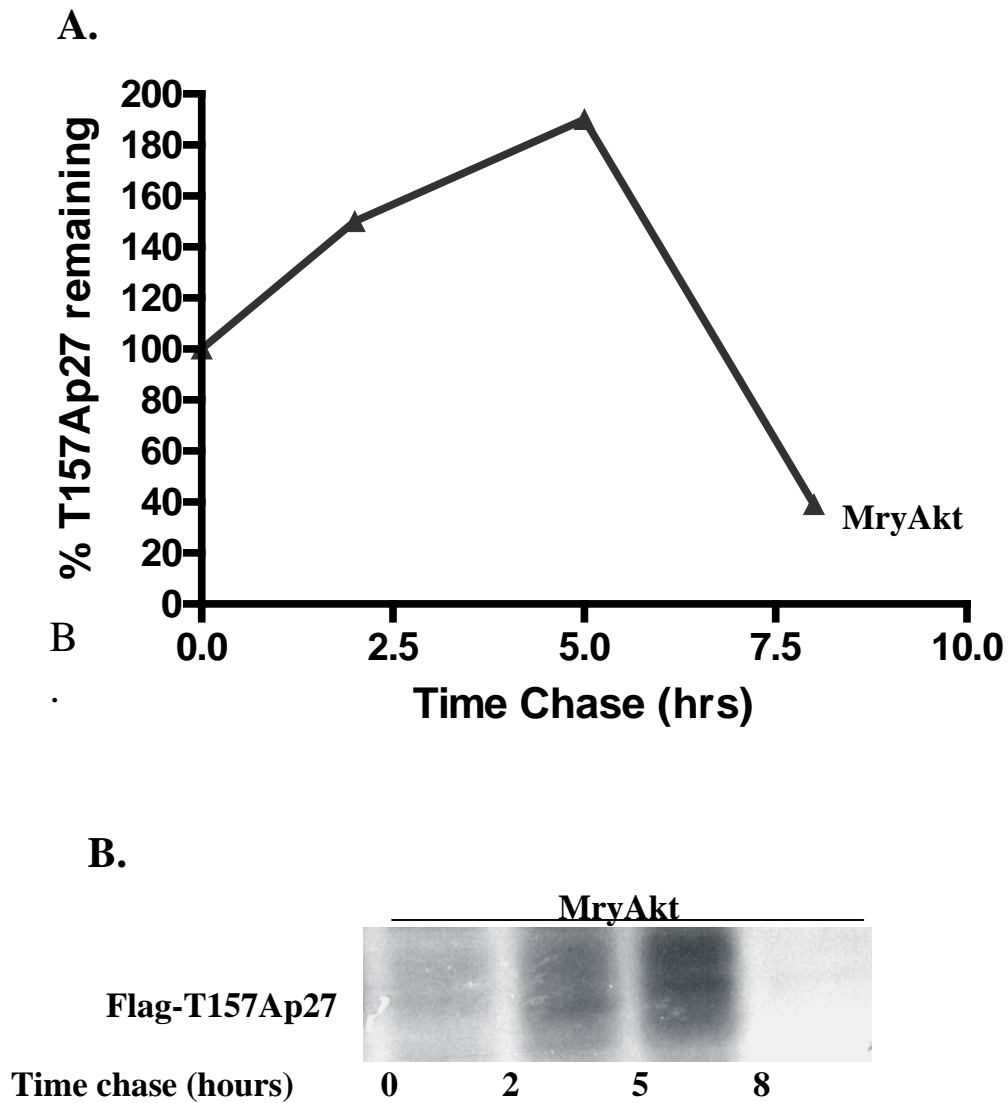 A.
200
180
160
140
120
100
80
60
40
20
0
% T157Ap27 remaining
MryAkt
0.0 2.5 5.0 7.5 10.0
Time Chase (hrs)
B
.
B.
MryAkt
Flag-T157Ap27
Time chase (hours) 0 2 5 8